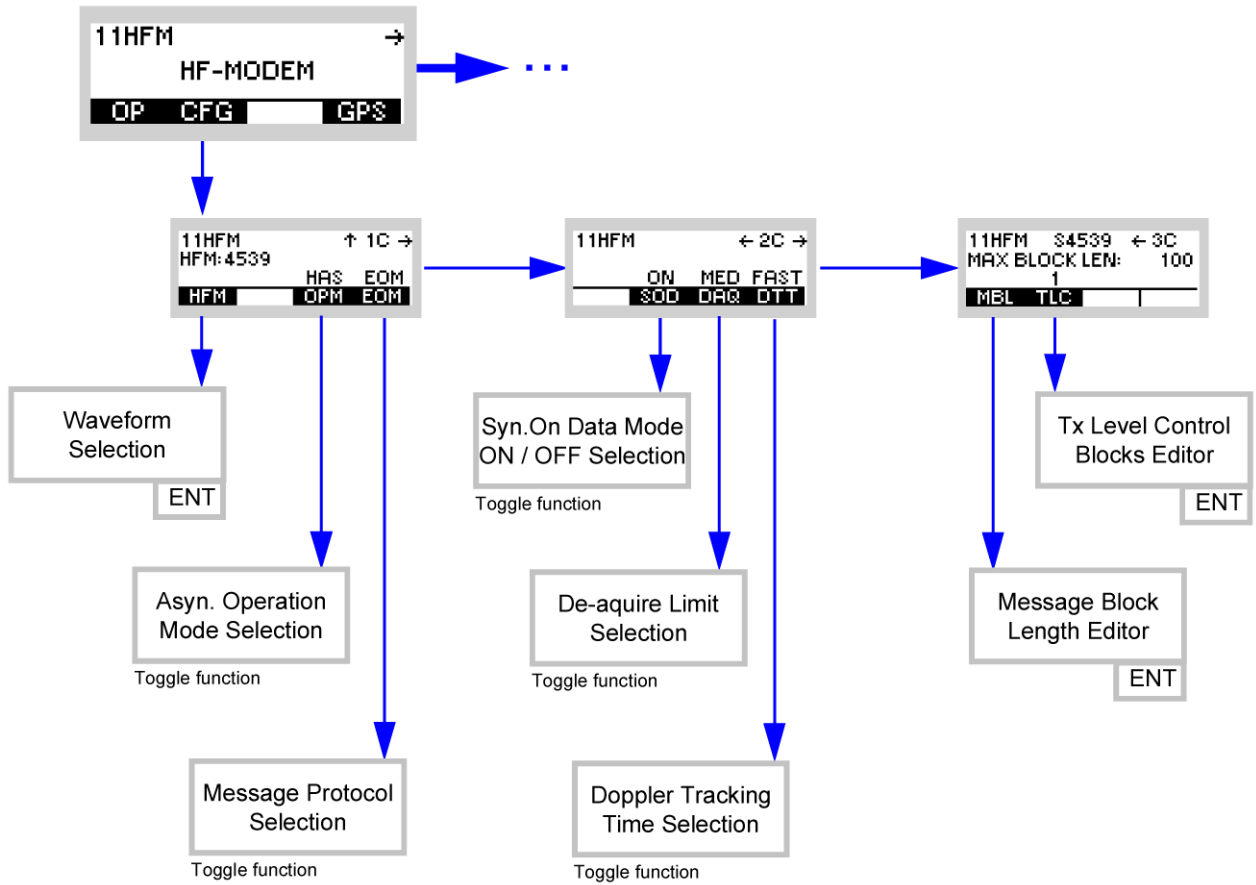 11HFM →
HF-MODEM
OP CFG GPS
...
11HFM ↑ 1C →
HFM:4539
HAS EOM
HFM OPM EOM
11HFM ← 2C →
ON MED FAST
SOD DAQ DTT
11HFM S4539 ← 3C
MAX BLOCK LEN: 100
1
MBL TLC
Waveform
Selection
ENT
Syn.On Data Mode
ON / OFF Selection
Toggle function
Tx Level Control
Blocks Editor
ENT
Asyn. Operation
Mode Selection
Toggle function
De-aquire Limit
Selection
Toggle function
Message Block
Length Editor
ENT
Message Protocol
Selection
Toggle function
Doppler Tracking
Time Selection
Toggle function